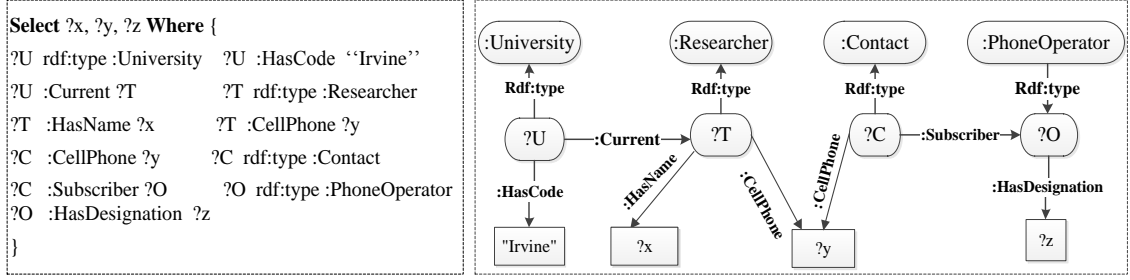 Select ?x, ?y, ?z Where {
?U rdf:type :University ?U :HasCode ‘‘Irvine’’
?U :Current ?T ?T rdf:type :Researcher
?T :HasName ?x ?T :CellPhone ?y
?C :CellPhone ?y ?C rdf:type :Contact
?C :Subscriber ?O ?O rdf:type :PhoneOperator
?O :HasDesignation ?z
}
:University :Researcher :Contact :PhoneOperator
Rdf:type Rdf:type Rdf:type Rdf:type
?U :Current ?T ?C :Subscriber ?O
:HasCode :HasName :CellPhone :CellPhone :HasDesignation
"Irvine" ?x ?y ?z